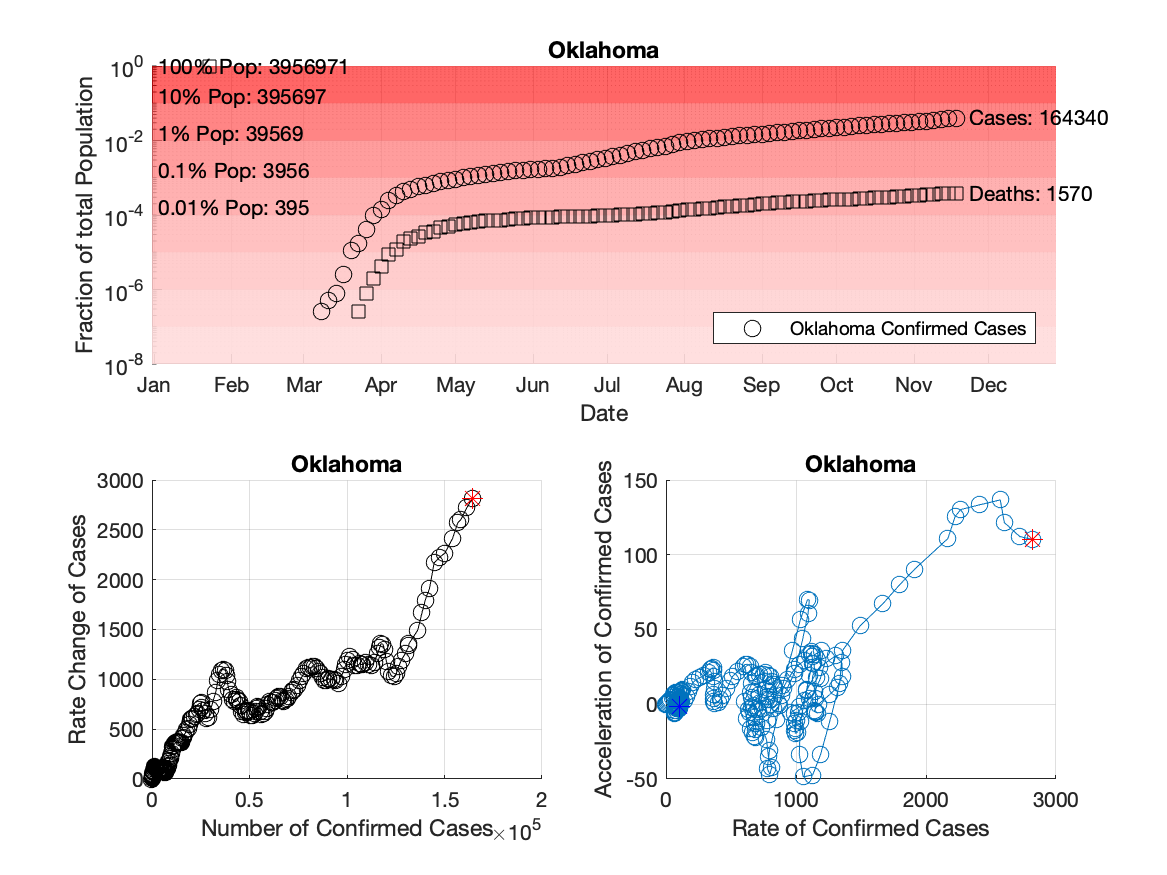 Oklahoma
Fraction of total Population
10^0
10^-2
10^-4
10^-6
10^-8
100% Pop: 3956971
10% Pop: 395697
1% Pop: 39569
0.1% Pop: 3956
0.01% Pop: 395
Cases: 164340
Deaths: 1570
Oklahoma Confirmed Cases
Jan Feb Mar Apr May Jun Jul Aug Sep Oct Nov Dec
Date
Oklahoma
Rate Change of Cases
3000
2500
2000
1500
1000
500
0
0 0.5 1 1.5 2
Number of Confirmed Cases ×10^5
Oklahoma
Acceleration of Confirmed Cases
150
100
50
0
-50
0 1000 2000 3000
Rate of Confirmed Cases